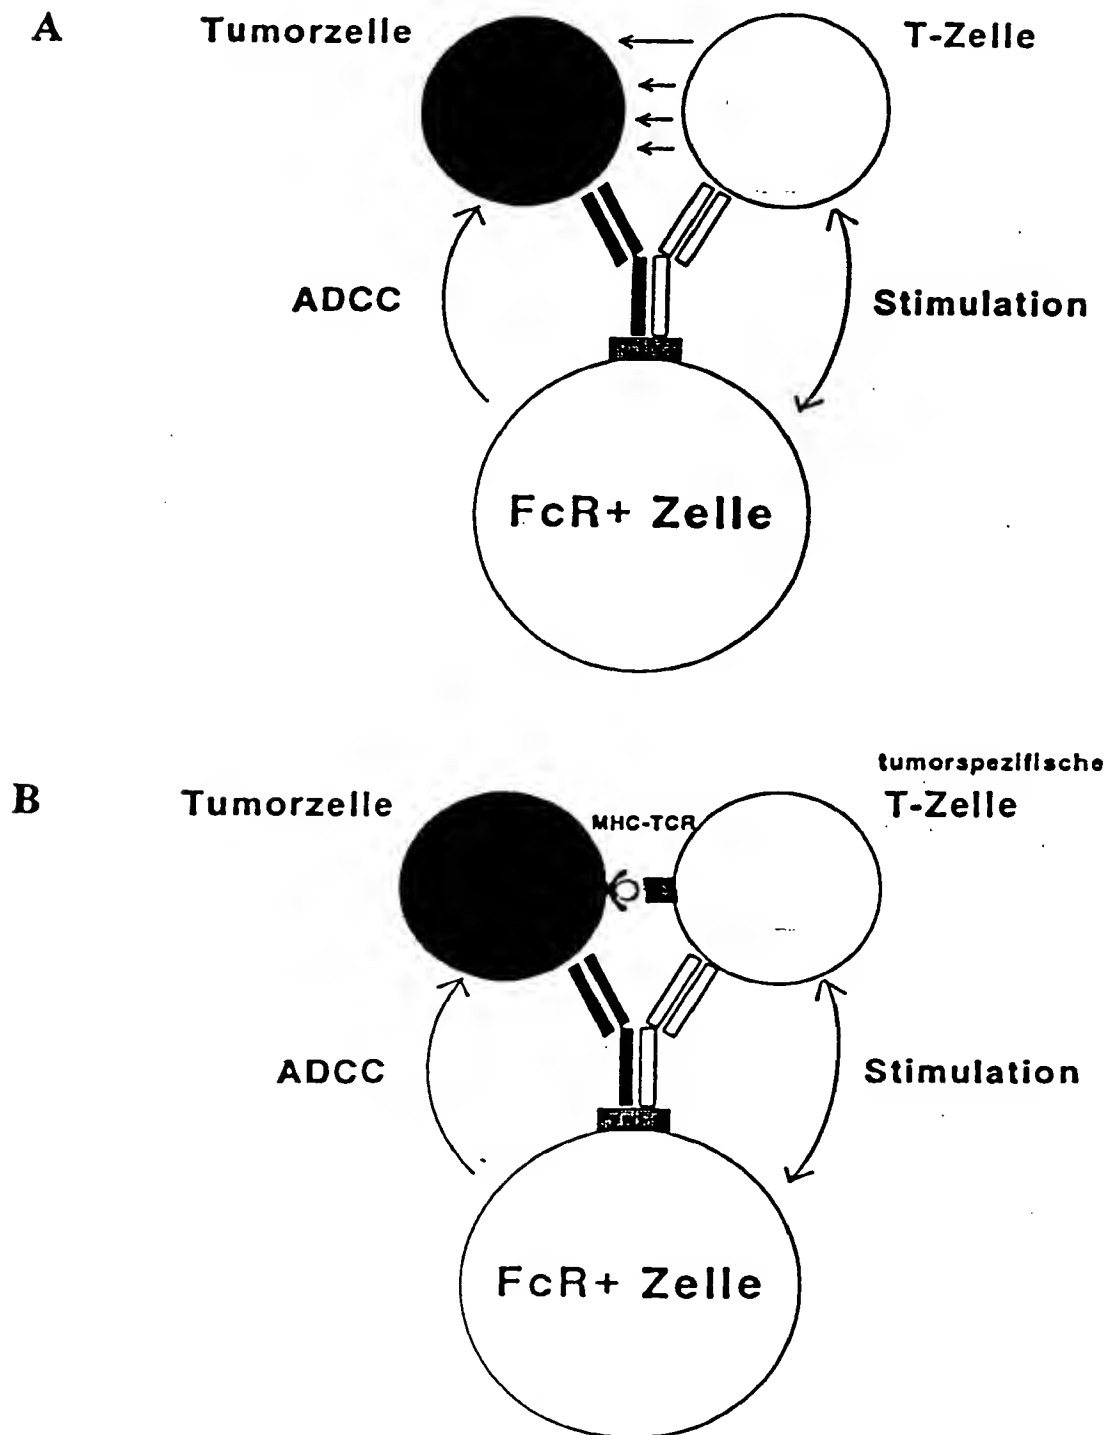 A
Tumorzelle
T-Zelle
ADCC
Stimulation
FcR+ Zelle
B
tumorspezifische
Tumorzelle
T-Zelle
MHC-TCR
ADCC
Stimulation
FcR+ Zelle